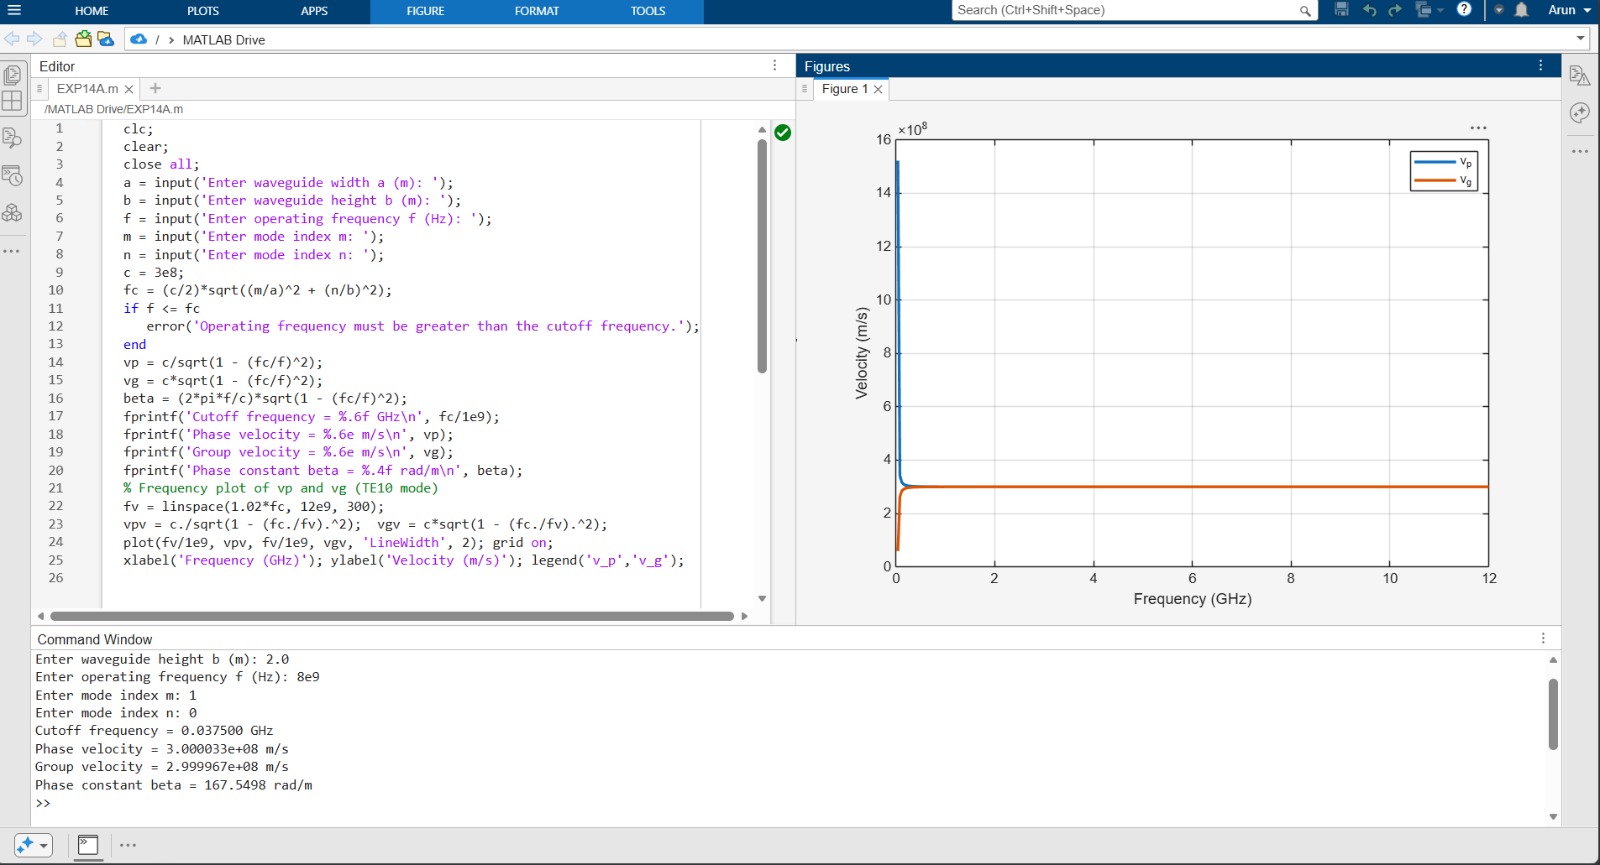 HOME PLOTS APPS FIGURE FORMAT TOOLS Search (Ctrl+Shift+Space) ? Arun
/ › MATLAB Drive
Editor
EXP14A.m × +
/MATLAB Drive/EXP14A.m
1 clc;
2 clear;
3 close all;
4 a = input('Enter waveguide width a (m): ');
5 b = input('Enter waveguide height b (m): ');
6 f = input('Enter operating frequency f (Hz): ');
7 m = input('Enter mode index m: ');
8 n = input('Enter mode index n: ');
9 c = 3e8;
10 fc = (c/2)*sqrt((m/a)^2 + (n/b)^2);
11 if f <= fc
12 error('Operating frequency must be greater than the cutoff frequency.');
13 end
14 vp = c/sqrt(1 - (fc/f)^2);
15 vg = c*sqrt(1 - (fc/f)^2);
16 beta = (2*pi*f/c)*sqrt(1 - (fc/f)^2);
17 fprintf('Cutoff frequency = %.6f GHz\n', fc/1e9);
18 fprintf('Phase velocity = %.6e m/s\n', vp);
19 fprintf('Group velocity = %.6e m/s\n', vg);
20 fprintf('Phase constant beta = %.4f rad/m\n', beta);
21 % Frequency plot of vp and vg (TE10 mode)
22 fv = linspace(1.02*fc, 12e9, 300);
23 vpv = c./sqrt(1 - (fc./fv).^2); vgv = c*sqrt(1 - (fc./fv).^2);
24 plot(fv/1e9, vpv, fv/1e9, vgv, 'LineWidth', 2); grid on;
25 xlabel('Frequency (GHz)'); ylabel('Velocity (m/s)'); legend('v_p','v_g');
26
Figures
Figure 1 ×
×10⁸
16
14
12
10
8
6
4
2
0
Velocity (m/s)
vₚ
v_g
0 2 4 6 8 10 12
Frequency (GHz)
Command Window
Enter waveguide height b (m): 2.0
Enter operating frequency f (Hz): 8e9
Enter mode index m: 1
Enter mode index n: 0
Cutoff frequency = 0.037500 GHz
Phase velocity = 3.000033e+08 m/s
Group velocity = 2.999967e+08 m/s
Phase constant beta = 167.5498 rad/m
>>